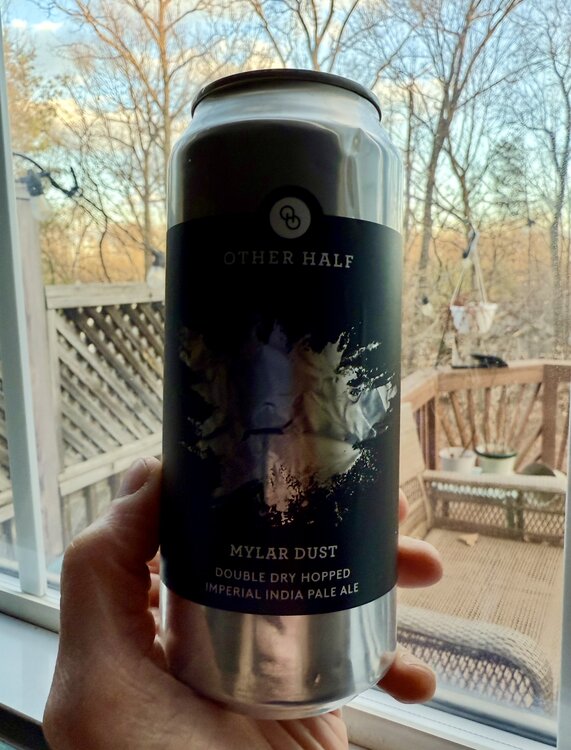 OTHER HALF
MYLAR DUST
DOUBLE DRY HOPPED
IMPERIAL INDIA PALE ALE